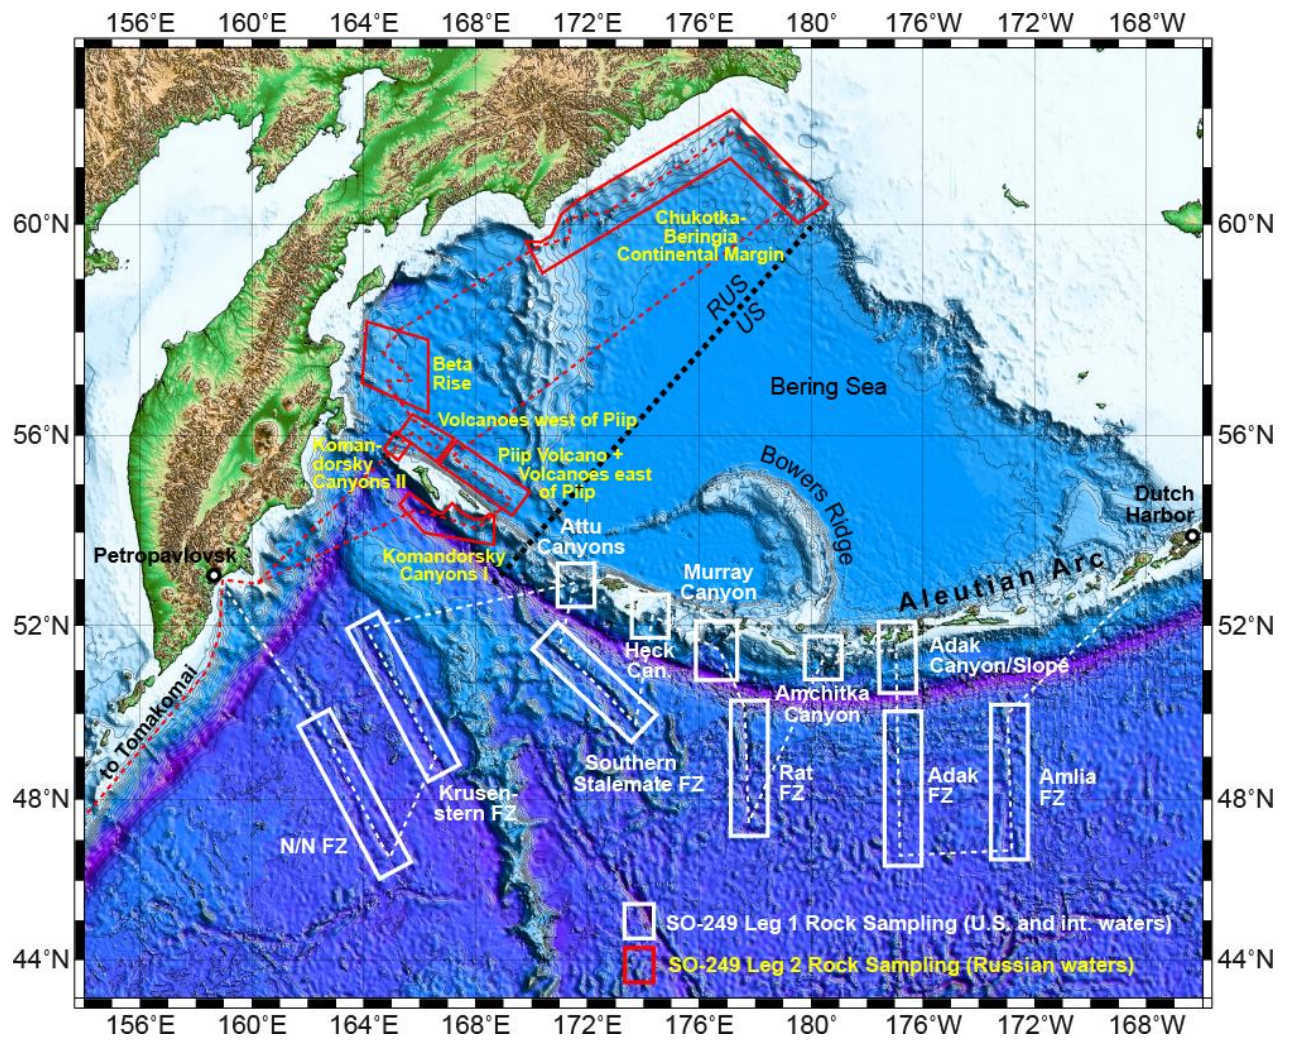 156°E 160°E 164°E 168°E 172°E 176°E 180° 176°W 172°W 168°W
60°N
60°N
56°N
56°N
52°N
52°N
48°N
48°N
44°N
44°N
Chukotka-
Beringia
Continental Margin
RUS
US
Bering Sea
Beta
Rise
Volcanoes west of Piip
Koman-
dorsky
Canyons II
Piip Volcano +
Volcanoes east
of Piip
Bowers Ridge
Dutch
Harbor
Petropavlovsk
Komandorsky
Canyons I
Attu
Canyons
Murray
Canyon
Aleutian Arc
Heck
Can.
Adak
Canyon/Slope
Amchitka
Canyon
to Tomakomai
Southern
Stalemate FZ
Rat
FZ
Adak
FZ
Amlia
FZ
Krusen-
stern FZ
N/N FZ
SO-249 Leg 1 Rock Sampling (U.S. and int. waters)
SO-249 Leg 2 Rock Sampling (Russian waters)
156°E 160°E 164°E 168°E 172°E 176°E 180° 176°W 172°W 168°W